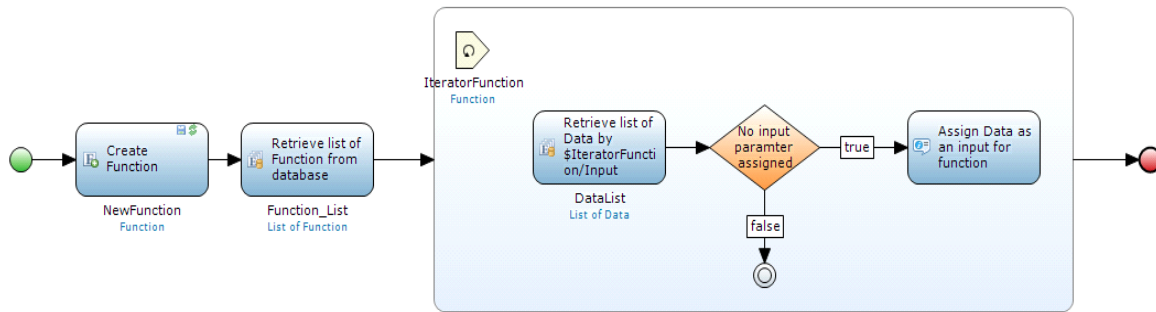 Create
Function
NewFunction
Function
Retrieve list of
Function from
database
Function_List
List of Function
IteratorFunction
Function
Retrieve list of
Data by
$IteratorFuncti
on/Input
DataList
List of Data
No input
paramter
assigned
true
false
Assign Data as
an input for
function